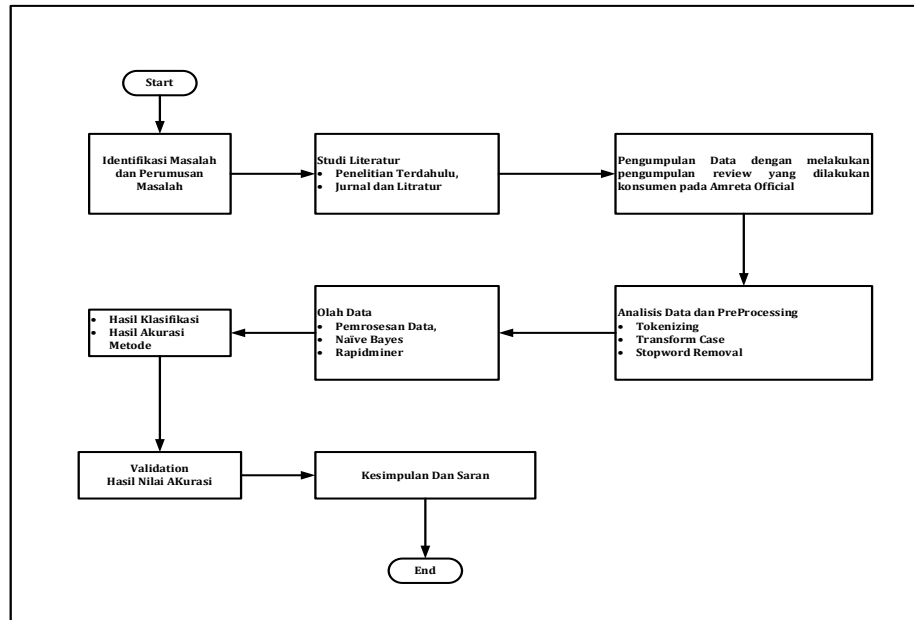 Start
Identifikasi Masalah
dan Perumusan
Masalah
Studi Literatur
• Penelitian Terdahulu,
• Jurnal dan Litratur
Pengumpulan Data dengan melakukan
pengumpulan review yang dilakukan
konsumen pada Amreta Official
Analisis Data dan PreProcessing
• Tokenizing
• Transform Case
• Stopword Removal
Olah Data
• Pemrosesan Data,
• Naïve Bayes
• Rapidminer
• Hasil Klasifikasi
• Hasil Akurasi
Metode
Validation
Hasil Nilai AKurasi
Kesimpulan Dan Saran
End